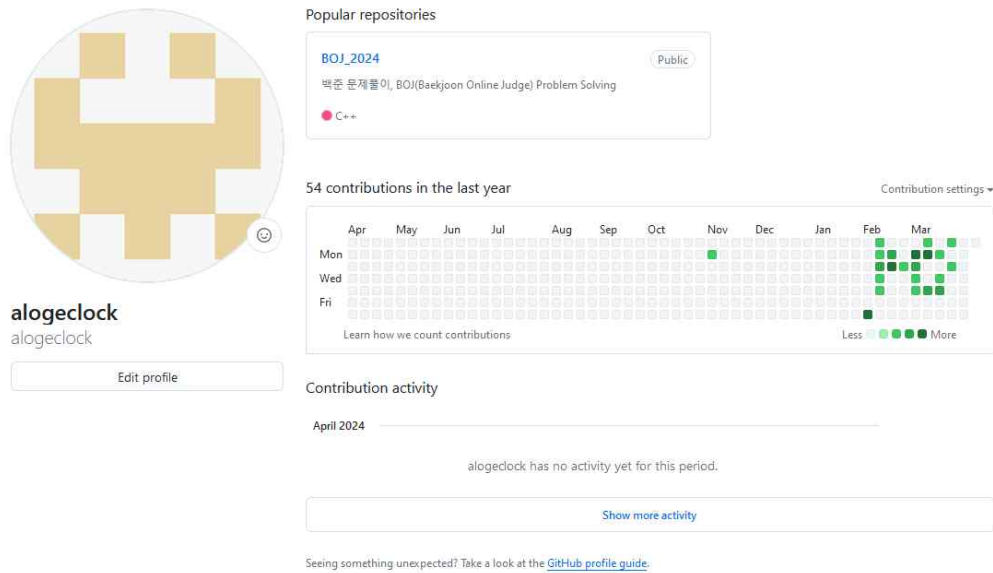 Popular repositories
BOJ_2024 Public
백준 문제풀이, BOJ(Baekjoon Online Judge) Problem Solving
C++
54 contributions in the last year
Contribution settings
Apr May Jun Jul Aug Sep Oct Nov Dec Jan Feb Mar
Mon
Wed
Fri
Learn how we count contributions
Less More
alogeclock
alogeclock
Edit profile
Contribution activity
April 2024
alogeclock has no activity yet for this period.
Show more activity
Seeing something unexpected? Take a look at the GitHub profile guide.